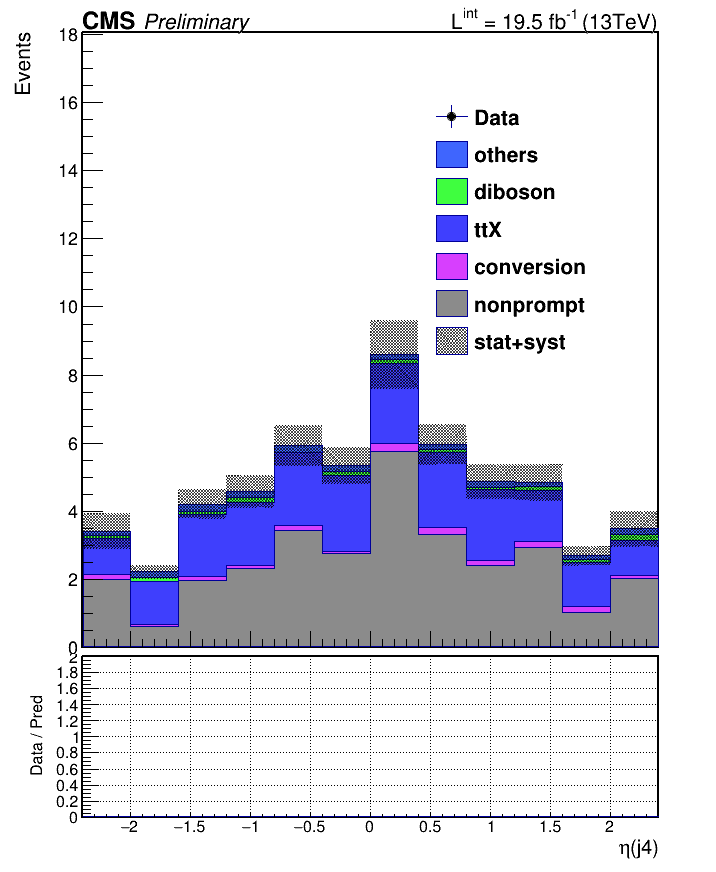 CMS Preliminary
L^int = 19.5 fb^-1 (13TeV)
Events
18
16
14
12
10
8
6
4
2
0
Data
others
diboson
ttX
conversion
nonprompt
stat+syst
Data / Pred
2
1.8
1.6
1.4
1.2
1
0.8
0.6
0.4
0.2
0
−2 −1.5 −1 −0.5 0 0.5 1 1.5 2
η(j4)